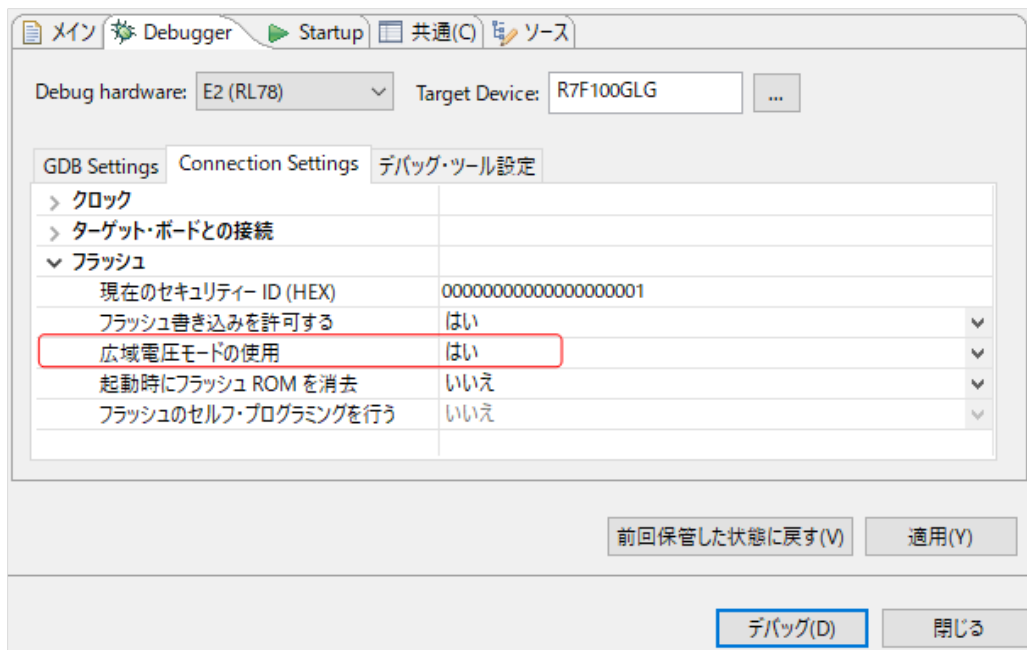 メイン Debugger Startup 共通(C) ソース
Debug hardware: E2 (RL78) Target Device: R7F100GLG ...
GDB Settings Connection Settings デバッグ・ツール設定
クロック
ターゲット・ボードとの接続
フラッシュ
現在のセキュリティー ID (HEX) 00000000000000000001
フラッシュ書き込みを許可する はい
広域電圧モードの使用 はい
起動時にフラッシュ ROM を消去 いいえ
フラッシュのセルフ・プログラミングを行う いいえ
前回保管した状態に戻す(V) 適用(Y)
デバッグ(D) 閉じる